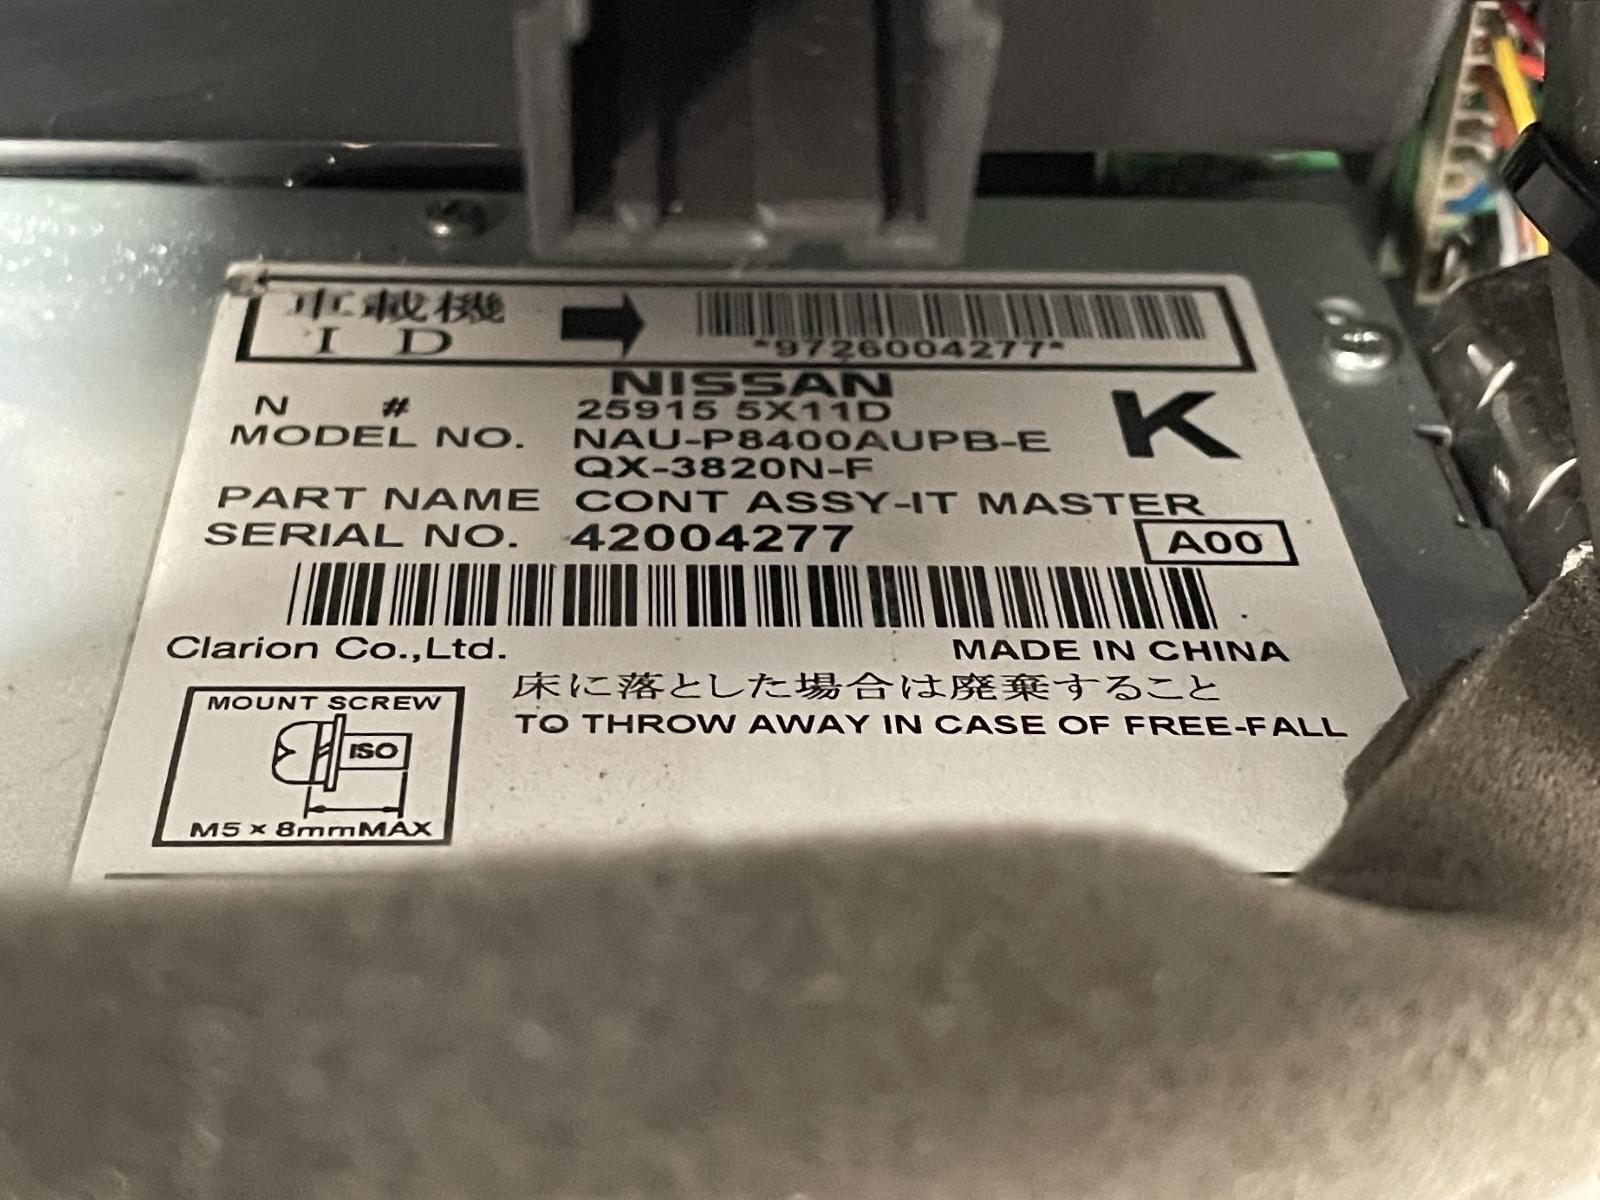 車載機
I D
*9726004277*
NISSAN
N # 25915 5X11D
K
MODEL NO. NAU-P8400AUPB-E
QX-3820N-F
PART NAME CONT ASSY-IT MASTER
SERIAL NO. 42004277
A00
Clarion Co.,Ltd. MADE IN CHINA
床に落とした場合は廃棄すること
TO THROW AWAY IN CASE OF FREE-FALL
MOUNT SCREW
ISO
M5×8mmMAX